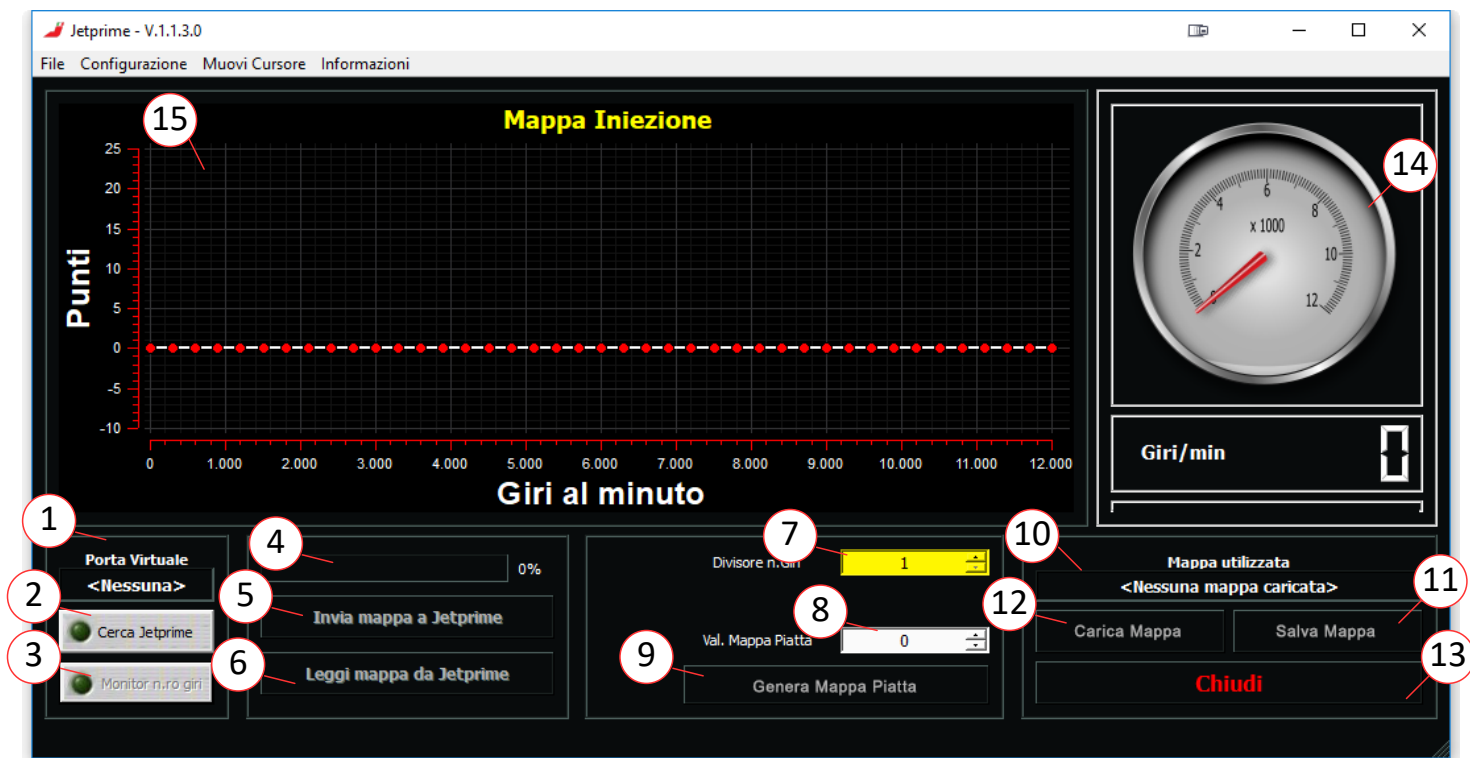 Jetprime - V.1.1.3.0
File Configurazione Muovi Cursore Informazioni
15
Mappa Iniezione
25
20
15
10
5
0
-5
-10
Punti
0 1.000 2.000 3.000 4.000 5.000 6.000 7.000 8.000 9.000 10.000 11.000 12.000
Giri al minuto
14
0 2 4 6 8 10 12
x 1000
Giri/min 0
1
Porta Virtuale
<Nessuna>
2
Cerca Jetprime
3
Monitor n.ro giri
4
0%
5
Invia mappa a Jetprime
6
Leggi mappa da Jetprime
7
Divisore n.Giri 1
8
Val. Mappa Piatta 0
9
Genera Mappa Piatta
10
Mappa utilizzata
<Nessuna mappa caricata>
11
12
Carica Mappa Salva Mappa
13
Chiudi